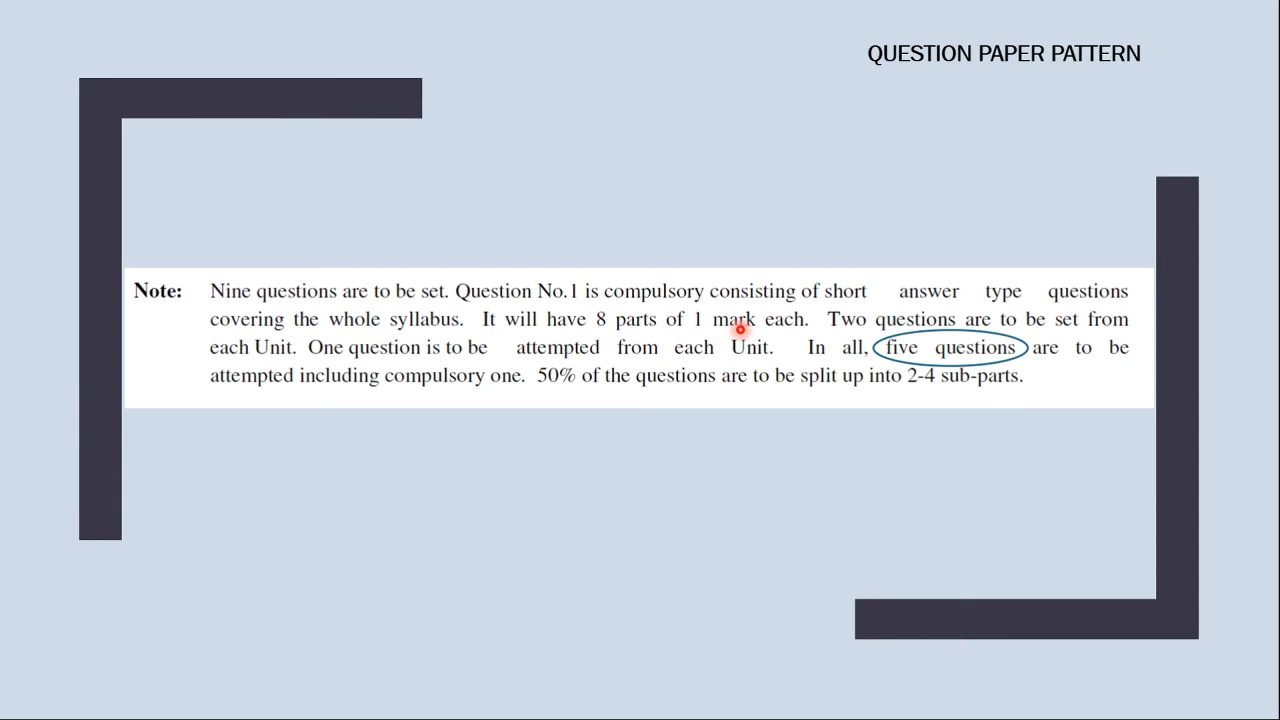 QUESTION PAPER PATTERN
Note: Nine questions are to be set. Question No.1 is compulsory consisting of short answer type questions
covering the whole syllabus. It will have 8 parts of 1 mark each. Two questions are to be set from
each Unit. One question is to be attempted from each Unit. In all, five questions are to be
attempted including compulsory one. 50% of the questions are to be split up into 2-4 sub-parts.